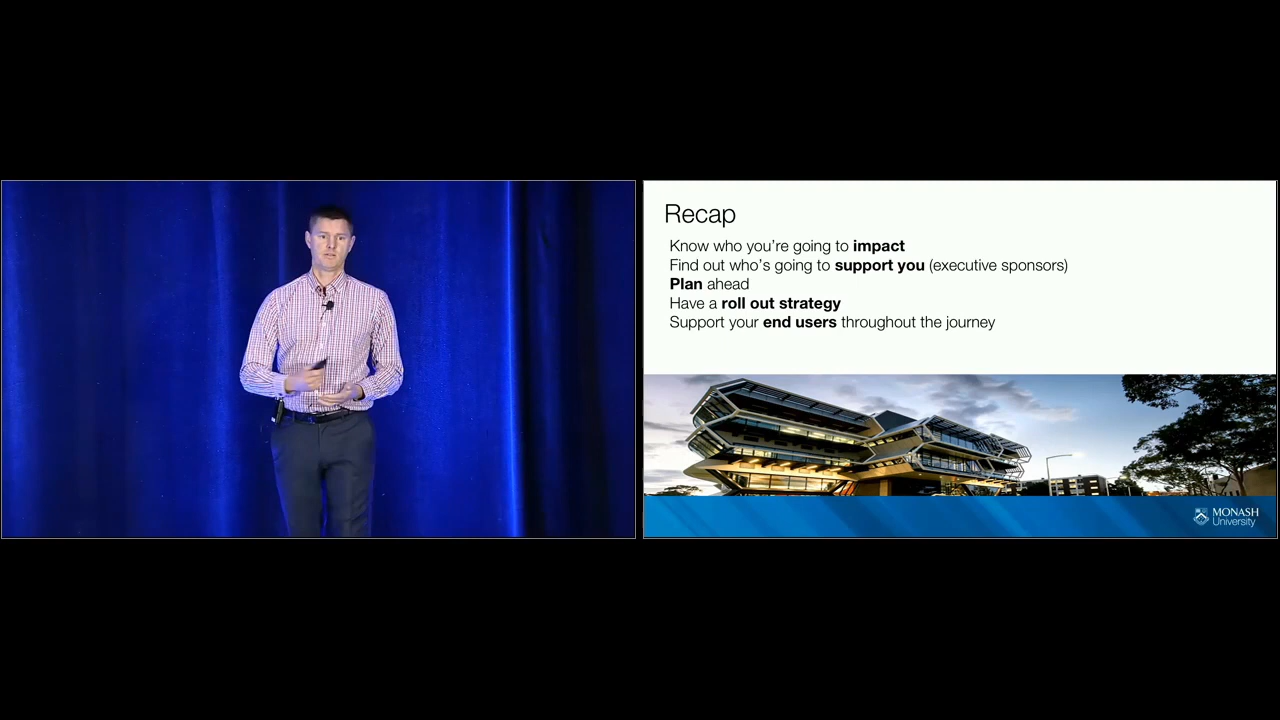 Recap
Know who you’re going to impact
Find out who’s going to support you (executive sponsors)
Plan ahead
Have a roll out strategy
Support your end users throughout the journey
MONASH
University